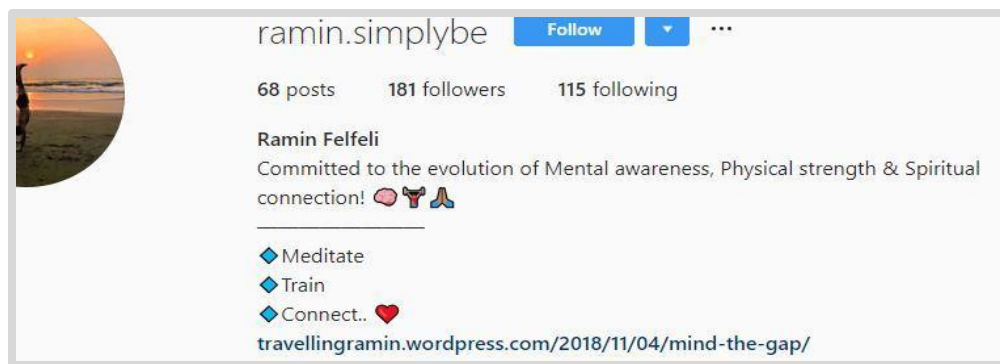 ramin.simplybe Follow ▼ ...
68 posts 181 followers 115 following
Ramin Felfeli
Committed to the evolution of Mental awareness, Physical strength & Spiritual
connection! 🧠🏋🏽🙏🏽
____________________
🔷Meditate
🔷Train
🔷Connect.. ❤️
travellingramin.wordpress.com/2018/11/04/mind-the-gap/